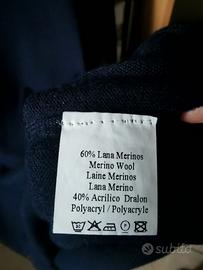 60% Lana Merinos
Merino Wool
Laine Merinos
Lana Merino
40% Acrilico Dralon
Polyacryl / Polyacryle
subito